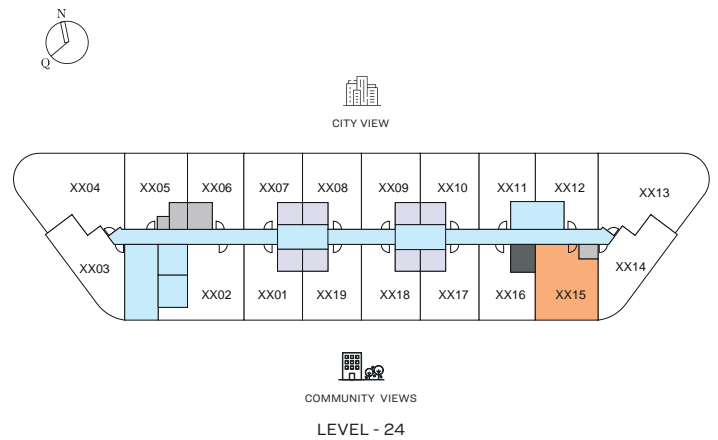 N
Q
CITY VIEW
XX04
XX05
XX06
XX07
XX08
XX09
XX10
XX11
XX12
XX13
XX03
XX02
XX01
XX19
XX18
XX17
XX16
XX15
XX14
COMMUNITY VIEWS
LEVEL - 24